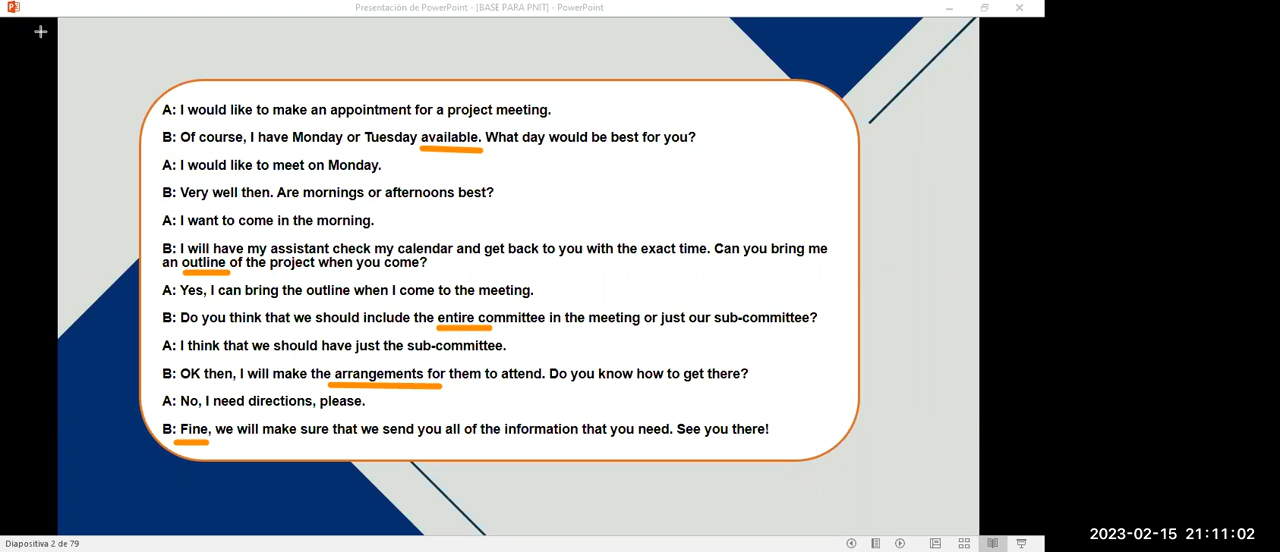 Presentación de PowerPoint - [BASE PARA PNIT] - PowerPoint
A: I would like to make an appointment for a project meeting.
B: Of course, I have Monday or Tuesday available. What day would be best for you?
A: I would like to meet on Monday.
B: Very well then. Are mornings or afternoons best?
A: I want to come in the morning.
B: I will have my assistant check my calendar and get back to you with the exact time. Can you bring me
an outline of the project when you come?
A: Yes, I can bring the outline when I come to the meeting.
B: Do you think that we should include the entire committee in the meeting or just our sub-committee?
A: I think that we should have just the sub-committee.
B: OK then, I will make the arrangements for them to attend. Do you know how to get there?
A: No, I need directions, please.
B: Fine, we will make sure that we send you all of the information that you need. See you there!
2023-02-15 21:11:02
Diapositiva 2 de 79